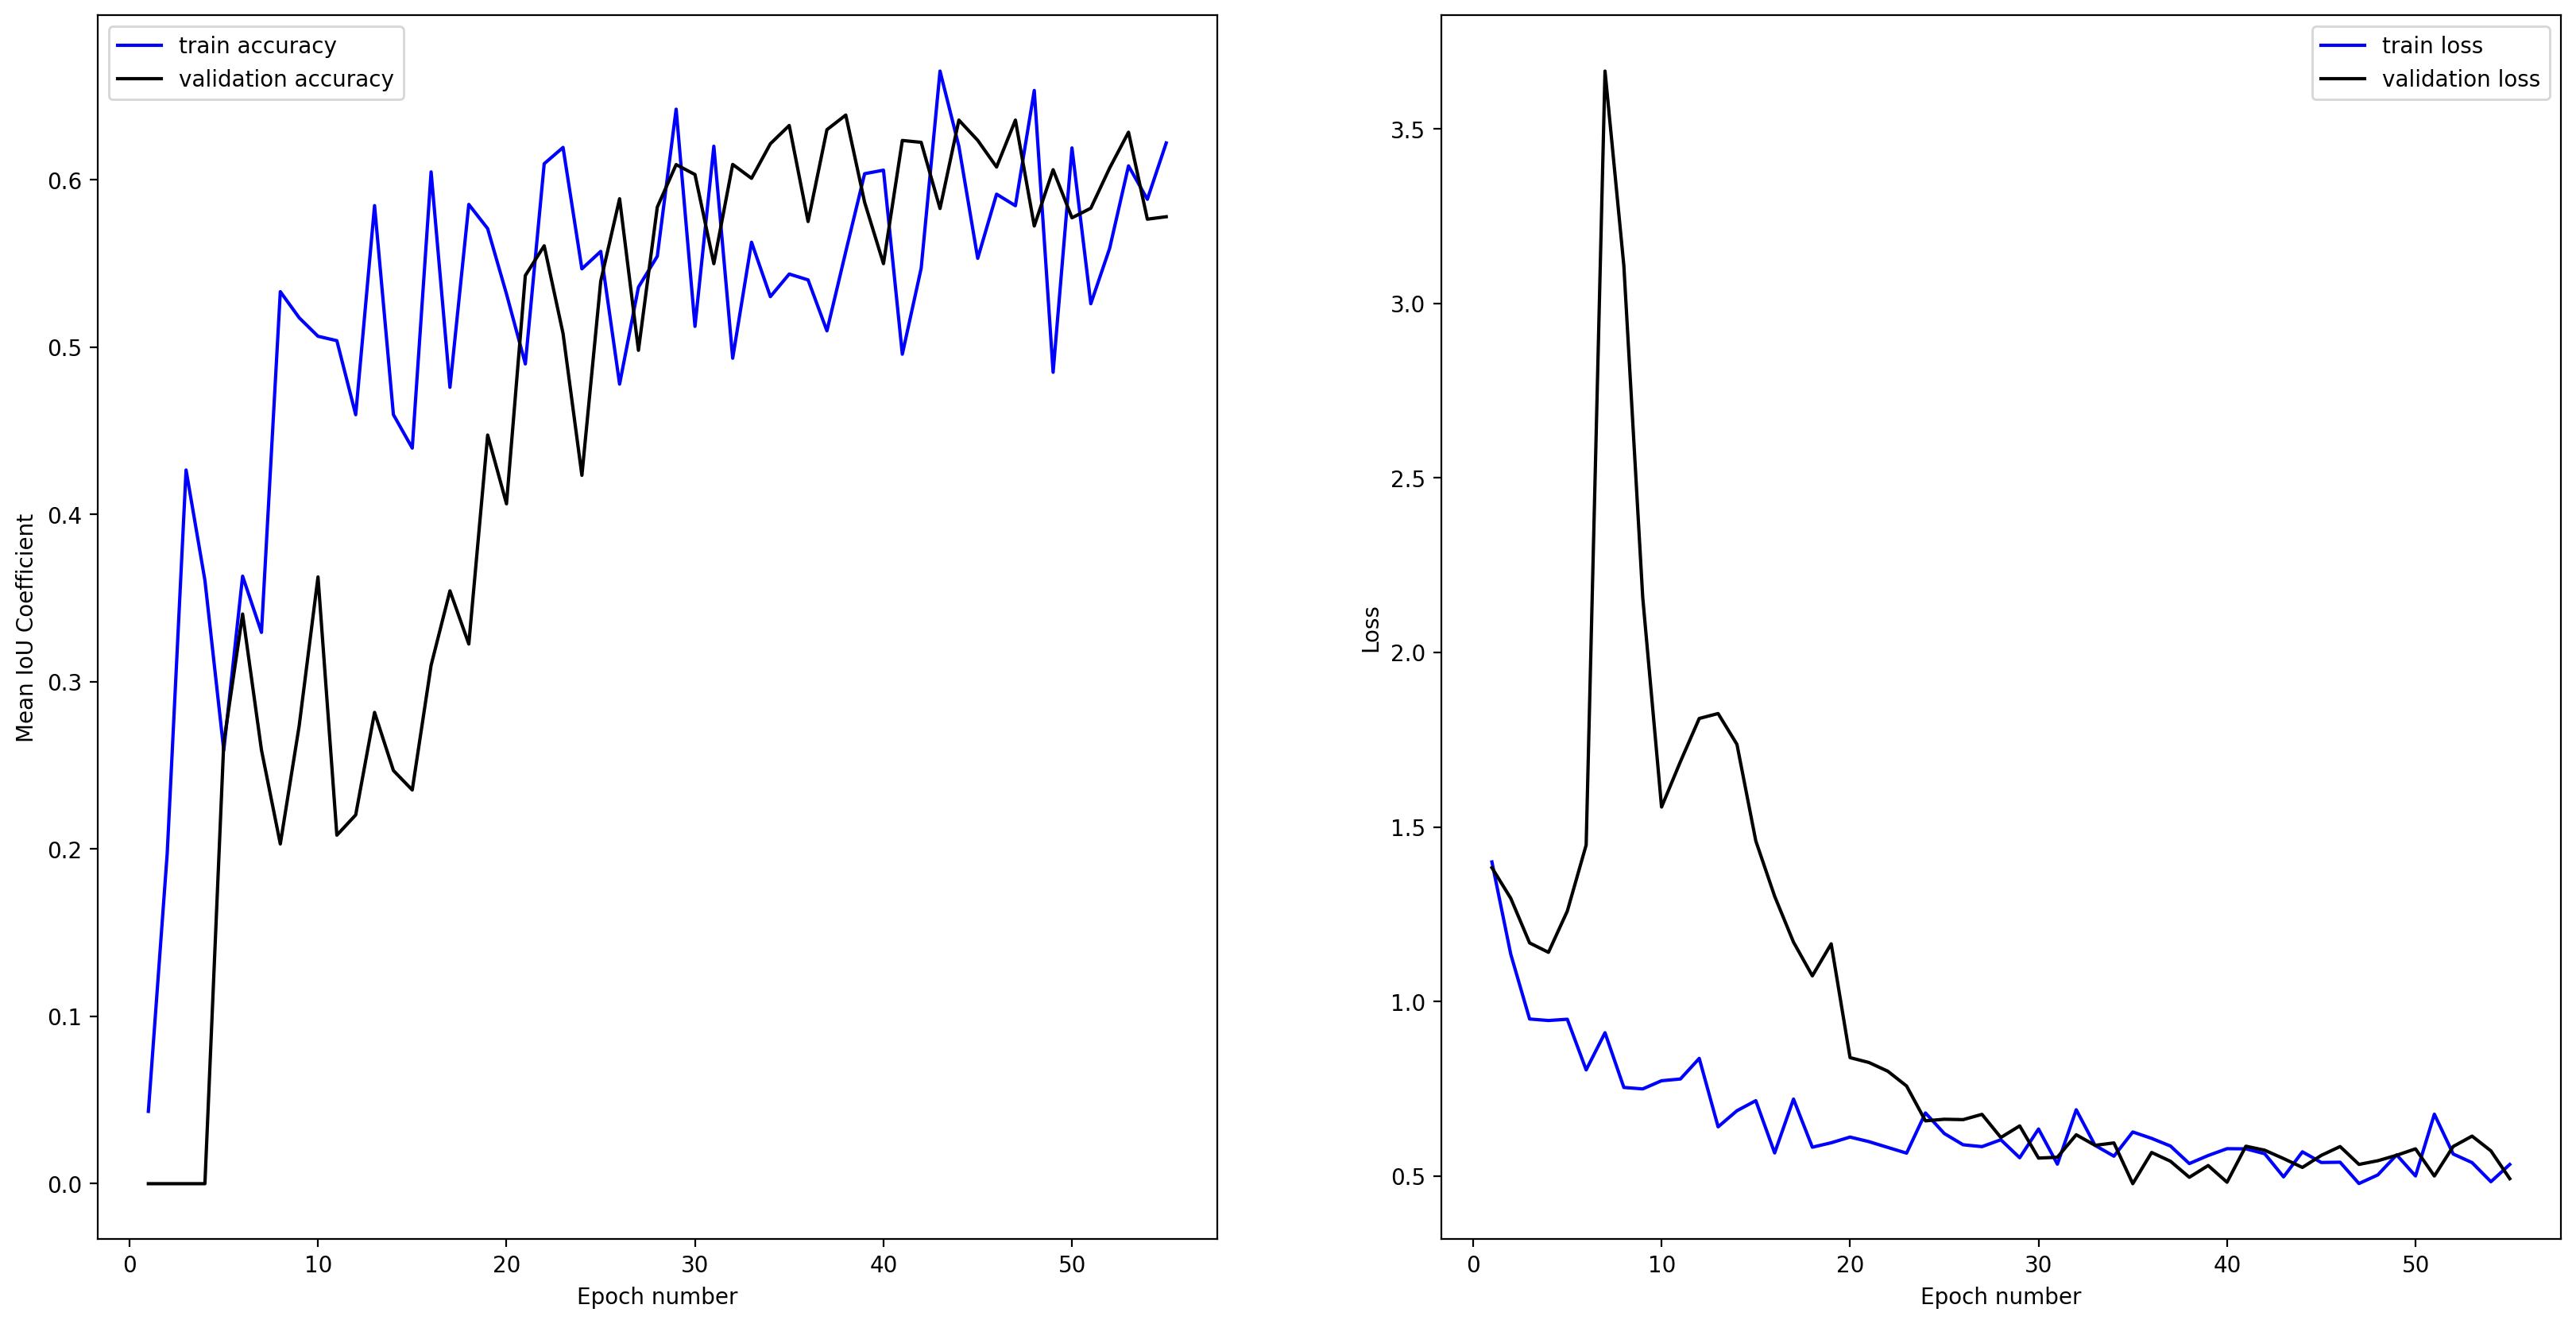 train accuracy
validation accuracy
Mean IoU Coefficient
0.6
0.5
0.4
0.3
0.2
0.1
0.0
0 10 20 30 40 50
Epoch number
train loss
validation loss
Loss
3.5
3.0
2.5
2.0
1.5
1.0
0.5
0 10 20 30 40 50
Epoch number